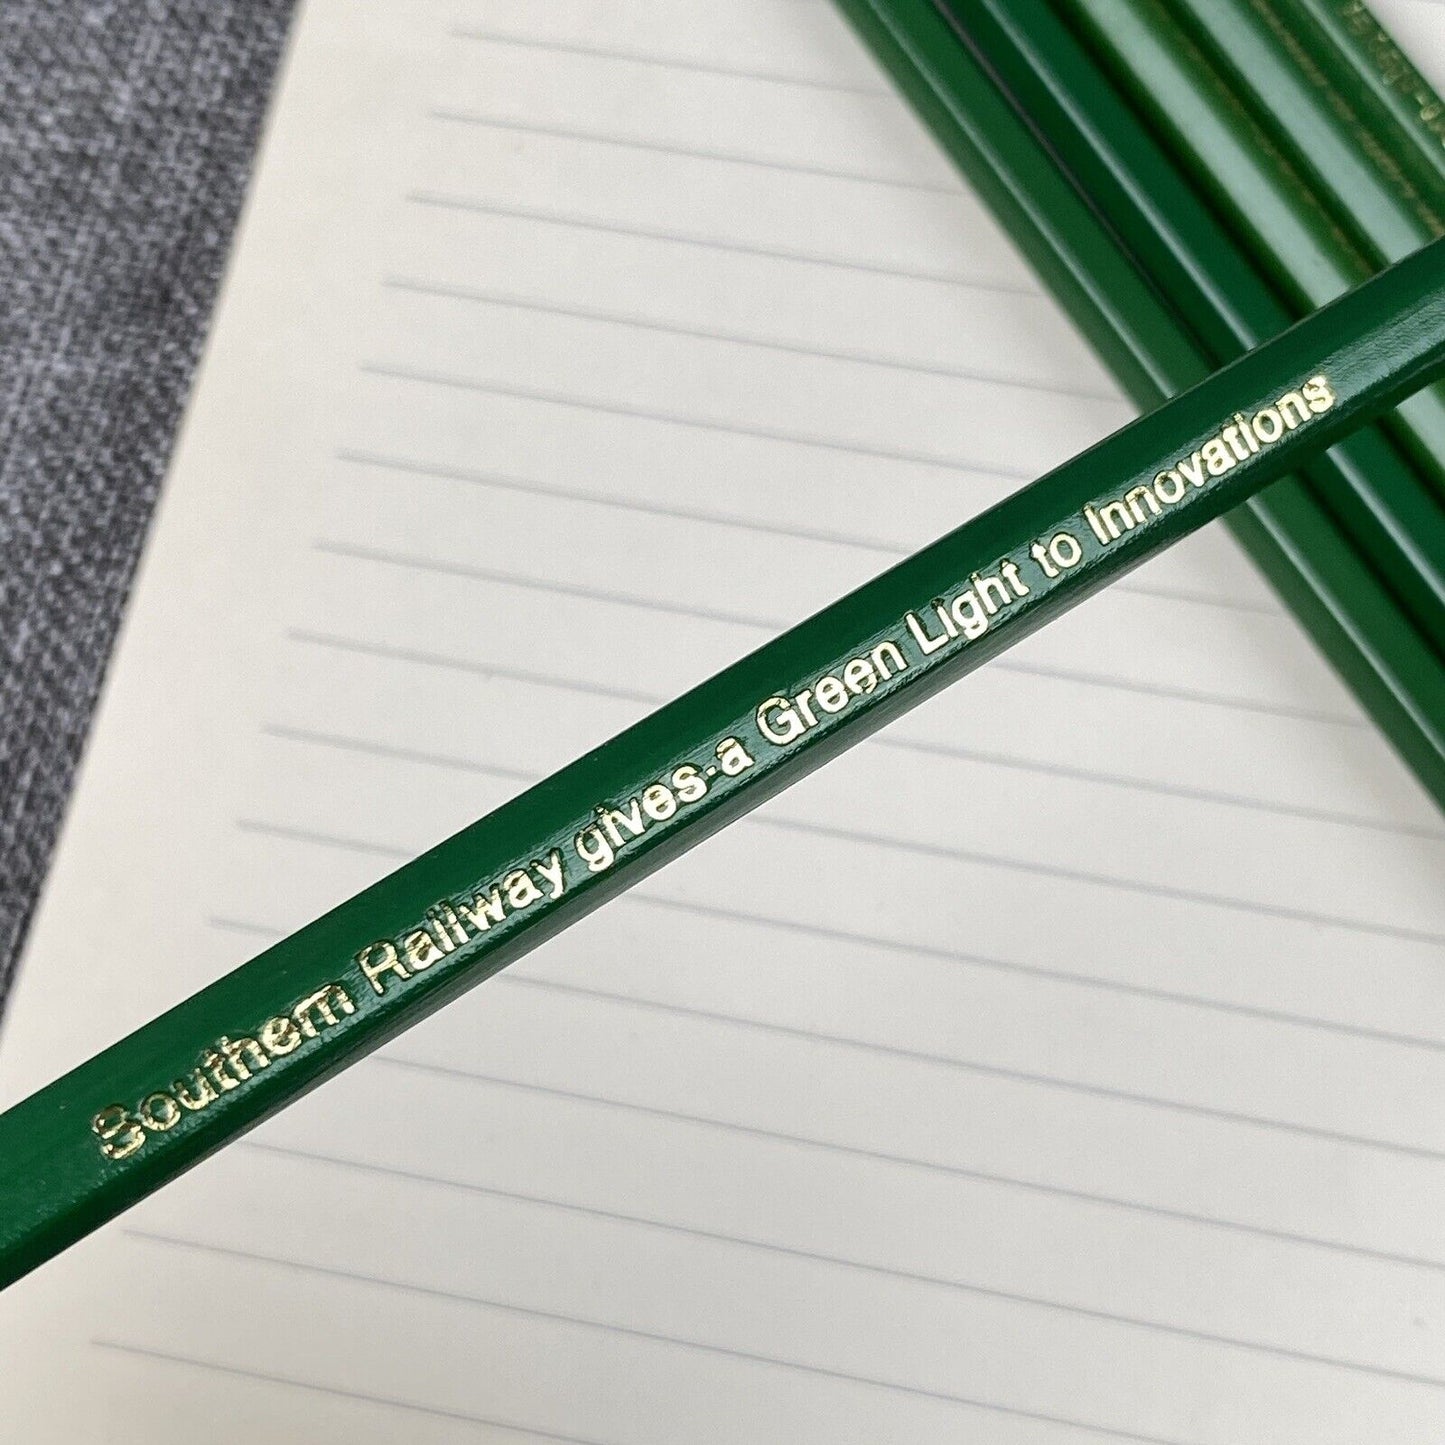 Southern Railway gives a Green Light to Innovations